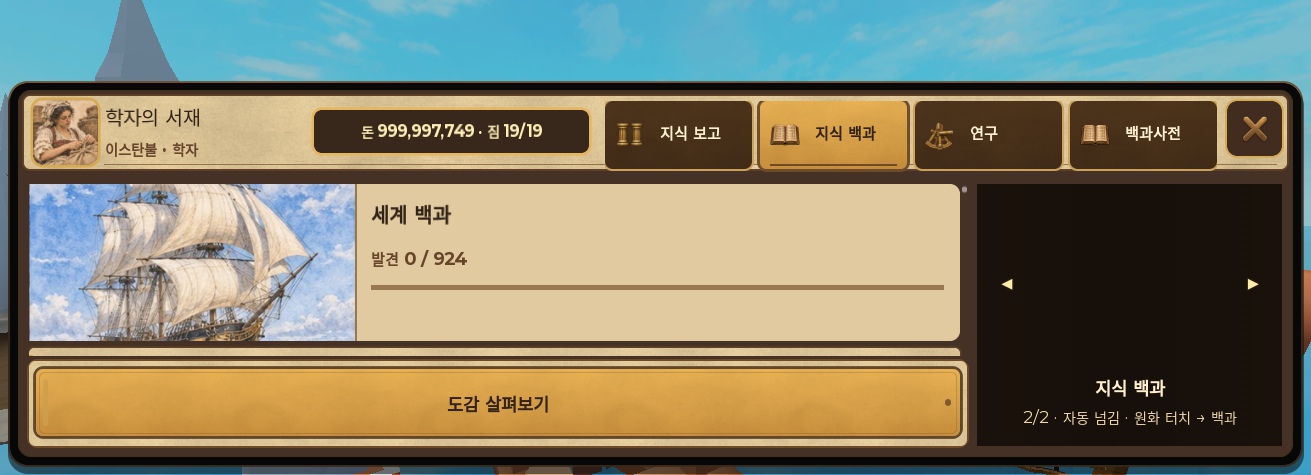 학자의 서재
이스탄불 • 학자
돈 999,997,749 · 짐 19/19
지식 보고
지식 백과
연구
백과사전
세계 백과
발견 0 / 924
도감 살펴보기
지식 백과
2/2 · 자동 넘김 · 원화 터치 → 백과